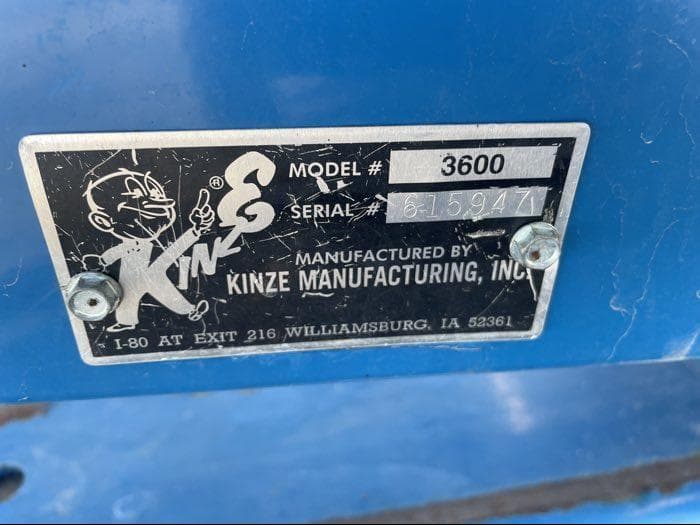 KINZE ®
MODEL # 3600
SERIAL # 615947
MANUFACTURED BY
KINZE MANUFACTURING, INC.
I-80 AT EXIT 216 WILLIAMSBURG, IA 52361